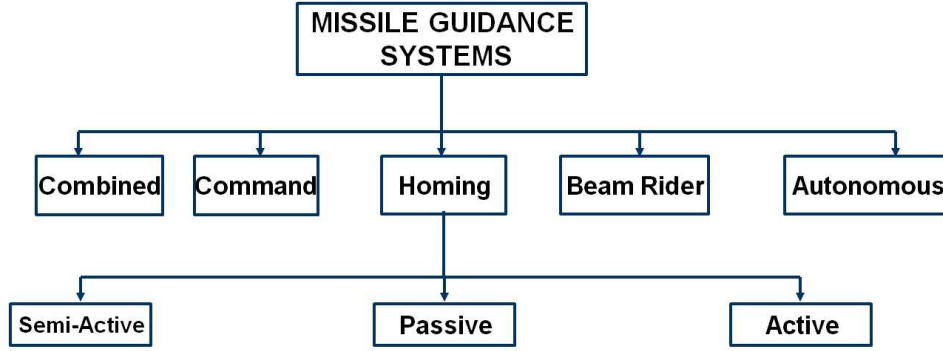 MISSILE GUIDANCE
SYSTEMS
Combined
Command
Homing
Beam Rider
Autonomous
Semi-Active
Passive
Active